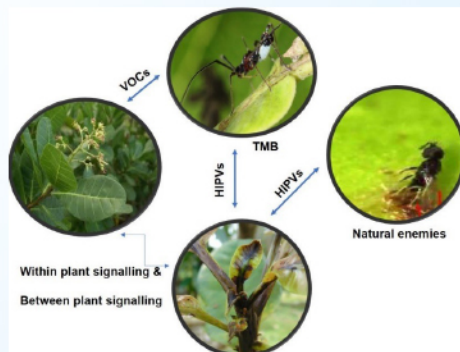 VOCs
TMB
HIPVs
HIPVs
Natural enemies
Within plant signalling &
Between plant signalling